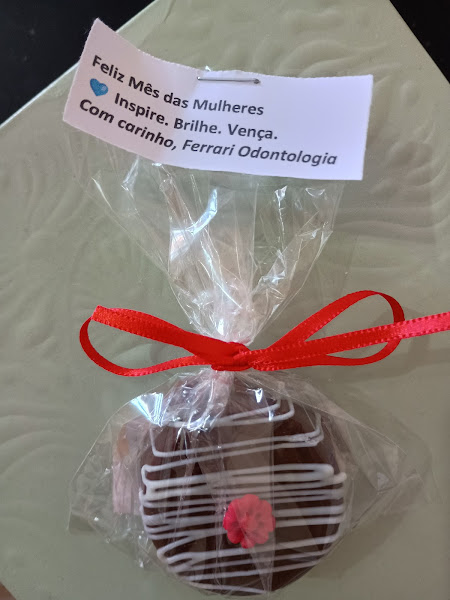 Feliz Mês das Mulheres
💙 Inspire. Brilhe. Vença.
Com carinho, Ferrari Odontologia